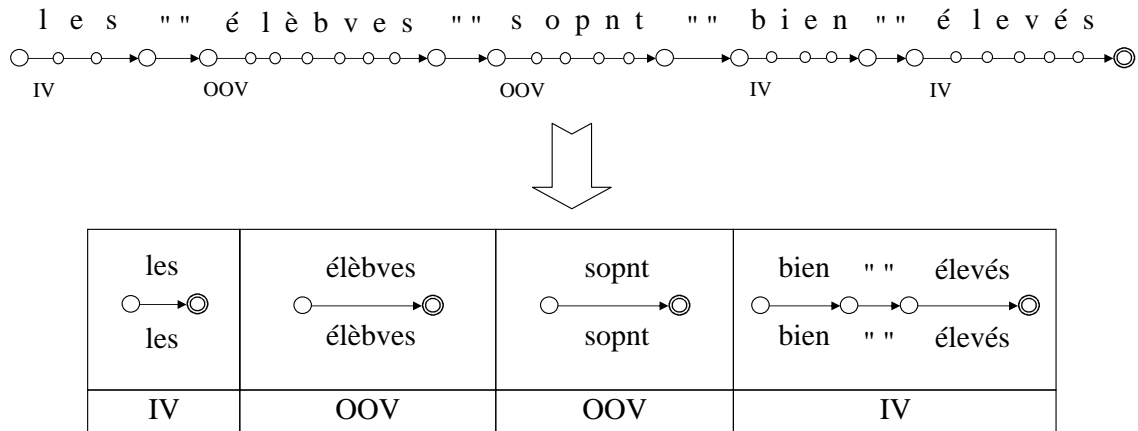 l e s " " é l è b v e s " " s o p n t " " b i e n " " é l e v é s
IV OOV OOV IV IV
les élèbves sopnt bien " " élevés
les élèbves sopnt bien " " élevés
IV OOV OOV IV